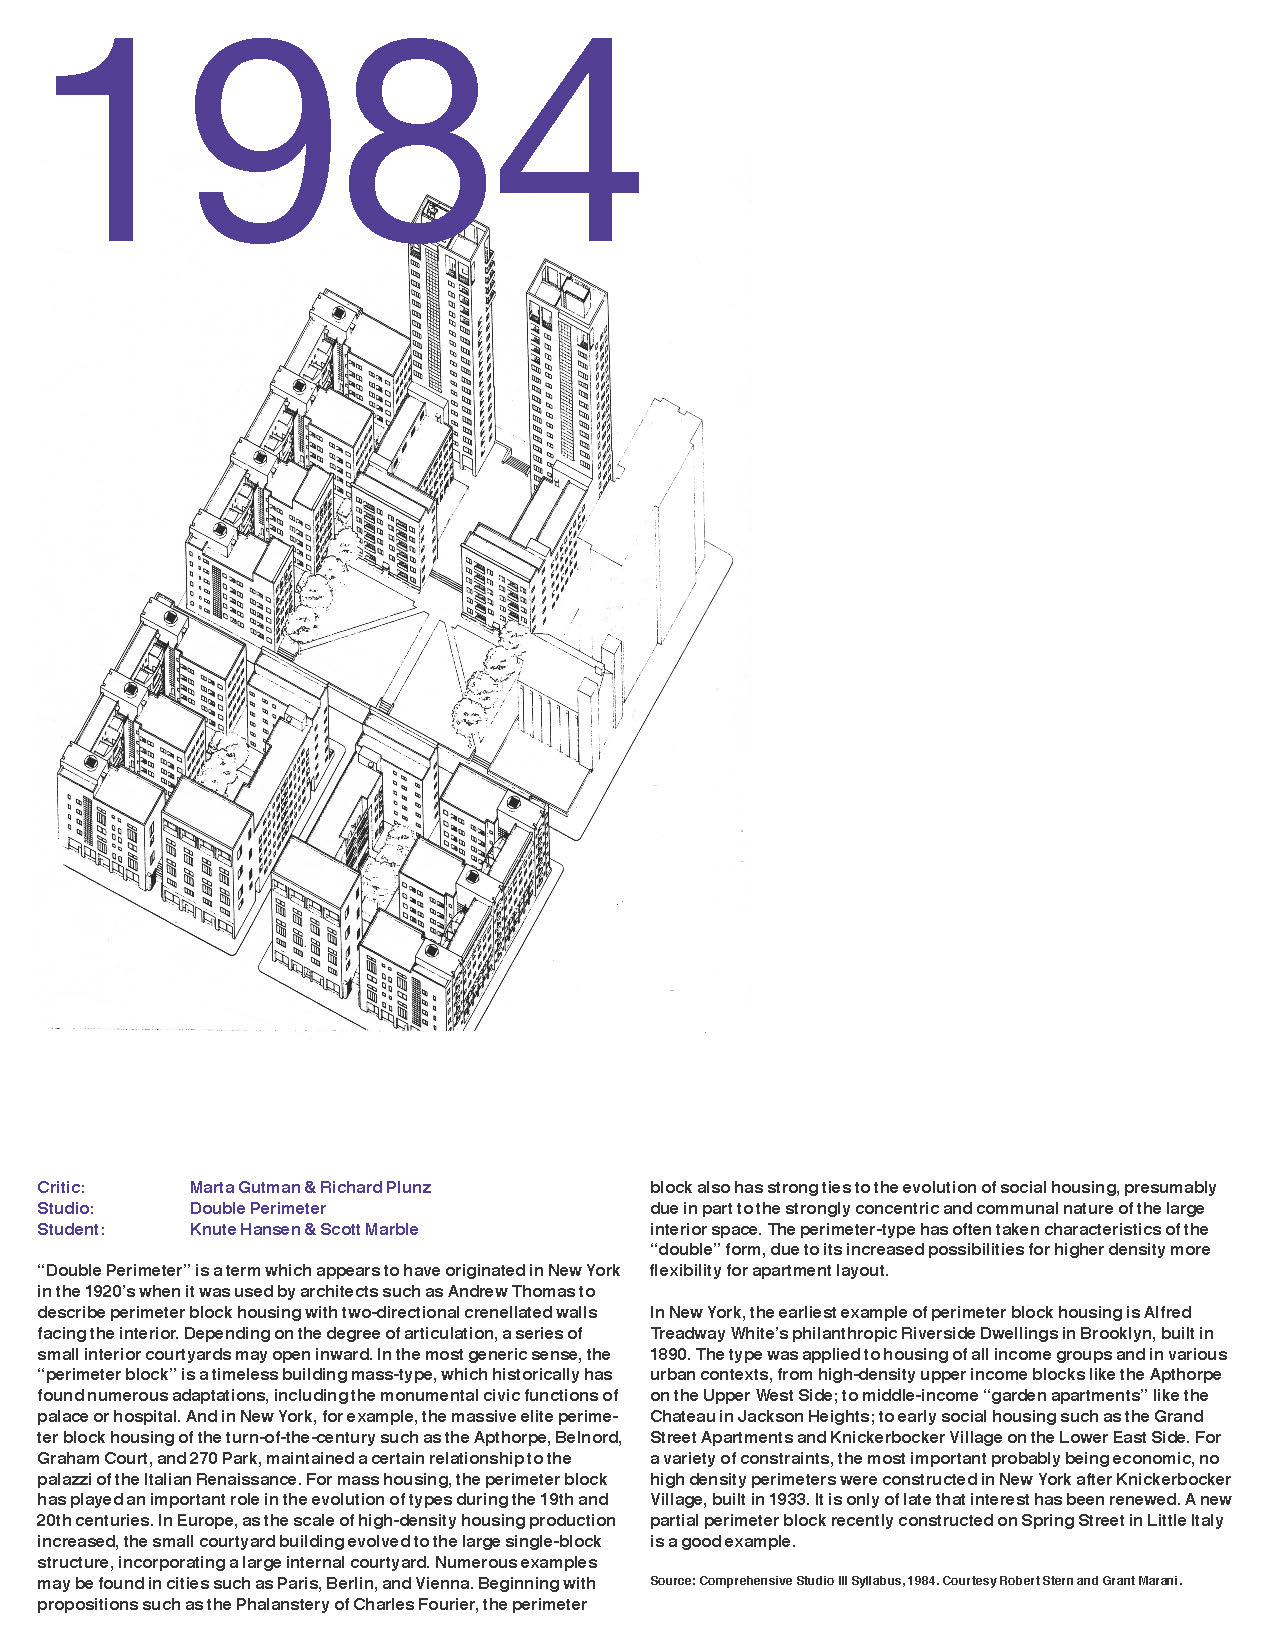 1984
Critic: Marta Gutman & Richard Plunz
Studio: Double Perimeter
Student: Knute Hansen & Scott Marble
“Double Perimeter” is a term which appears to have originated in New York
in the 1920’s when it was used by architects such as Andrew Thomas to
describe perimeter block housing with two-directional crenellated walls
facing the interior. Depending on the degree of articulation, a series of
small interior courtyards may open inward. In the most generic sense, the
“perimeter block” is a timeless building mass-type, which historically has
found numerous adaptations, including the monumental civic functions of
palace or hospital. And in New York, for example, the massive elite perime-
ter block housing of the turn-of-the-century such as the Apthorpe, Belnord,
Graham Court, and 270 Park, maintained a certain relationship to the
palazzi of the Italian Renaissance. For mass housing, the perimeter block
has played an important role in the evolution of types during the 19th and
20th centuries. In Europe, as the scale of high-density housing production
increased, the small courtyard building evolved to the large single-block
structure, incorporating a large internal courtyard. Numerous examples
may be found in cities such as Paris, Berlin, and Vienna. Beginning with
propositions such as the Phalanstery of Charles Fourier, the perimeter
block also has strong ties to the evolution of social housing, presumably
due in part to the strongly concentric and communal nature of the large
interior space. The perimeter-type has often taken characteristics of the
“double” form, due to its increased possibilities for higher density more
flexibility for apartment layout.
In New York, the earliest example of perimeter block housing is Alfred
Treadway White’s philanthropic Riverside Dwellings in Brooklyn, built in
1890. The type was applied to housing of all income groups and in various
urban contexts, from high-density upper income blocks like the Apthorpe
on the Upper West Side; to middle-income “garden apartments” like the
Chateau in Jackson Heights; to early social housing such as the Grand
Street Apartments and Knickerbocker Village on the Lower East Side. For
a variety of constraints, the most important probably being economic, no
high density perimeters were constructed in New York after Knickerbocker
Village, built in 1933. It is only of late that interest has been renewed. A new
partial perimeter block recently constructed on Spring Street in Little Italy
is a good example.
Source: Comprehensive Studio III Syllabus, 1984. Courtesy Robert Stern and Grant Marani.